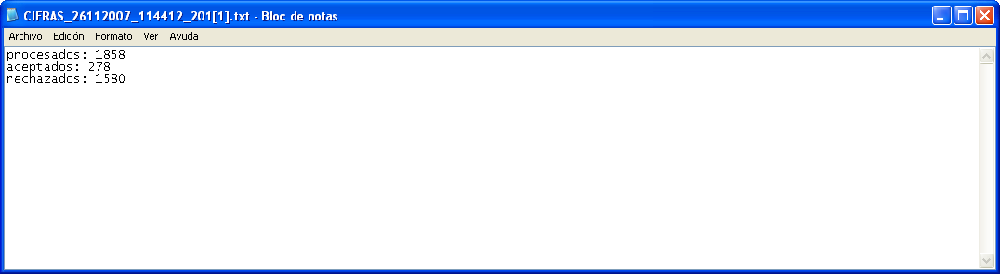 CIFRAS_26112007_114412_201[1].txt - Bloc de notas
Archivo Edición Formato Ver Ayuda
procesados: 1858
aceptados: 278
rechazados: 1580